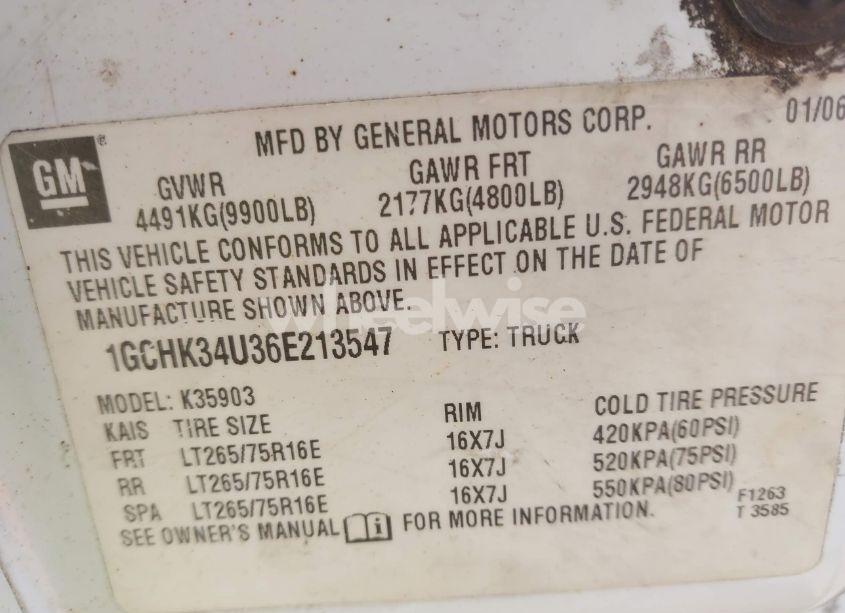 MFD BY GENERAL MOTORS CORP. 01/06
GM®
GVWR GAWR FRT GAWR RR
4491KG(9900LB) 2177KG(4800LB) 2948KG(6500LB)
THIS VEHICLE CONFORMS TO ALL APPLICABLE U.S. FEDERAL MOTOR
VEHICLE SAFETY STANDARDS IN EFFECT ON THE DATE OF
MANUFACTURE SHOWN ABOVE.
wheelwise
1GCHK34U36E213547 TYPE: TRUCK
MODEL: K35903
KAIS TIRE SIZE RIM COLD TIRE PRESSURE
FRT LT265/75R16E 16X7J 420KPA(60PSI)
RR LT265/75R16E 16X7J 520KPA(75PSI)
SPA LT265/75R16E 16X7J 550KPA(80PSI)
SEE OWNER'S MANUAL i FOR MORE INFORMATION.
F1263
T 3585